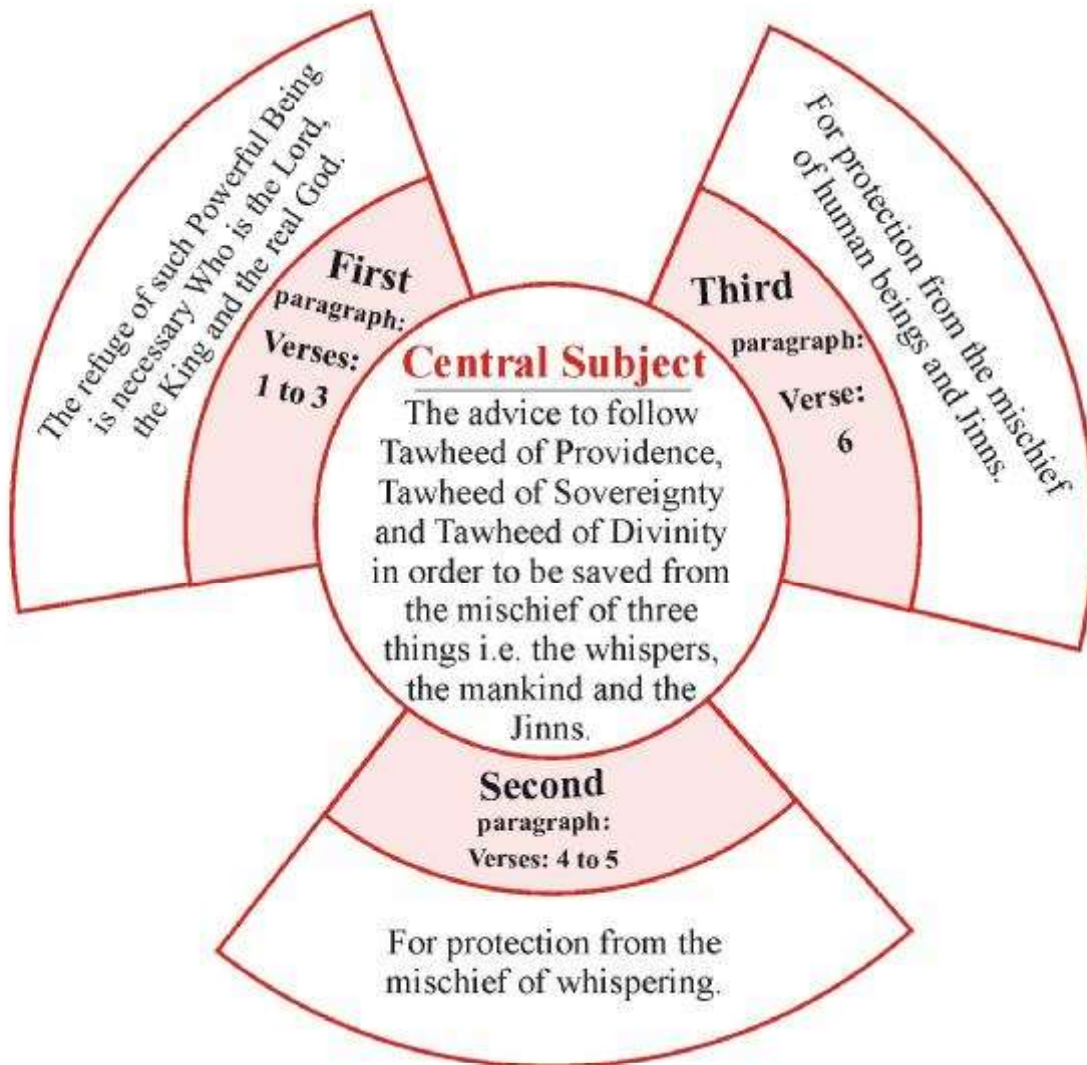 The refuge of such Powerful Being
is necessary Who is the Lord,
the King and the real God.
First
paragraph:
Verses:
1 to 3
For protection from the mischief
of human beings and Jinns.
Third
paragraph:
Verse:
6
Central Subject
The advice to follow
Tawheed of Providence,
Tawheed of Sovereignty
and Tawheed of Divinity
in order to be saved from
the mischief of three
things i.e. the whispers,
the mankind and the
Jinns.
Second
paragraph:
Verses: 4 to 5
For protection from the
mischief of whispering.